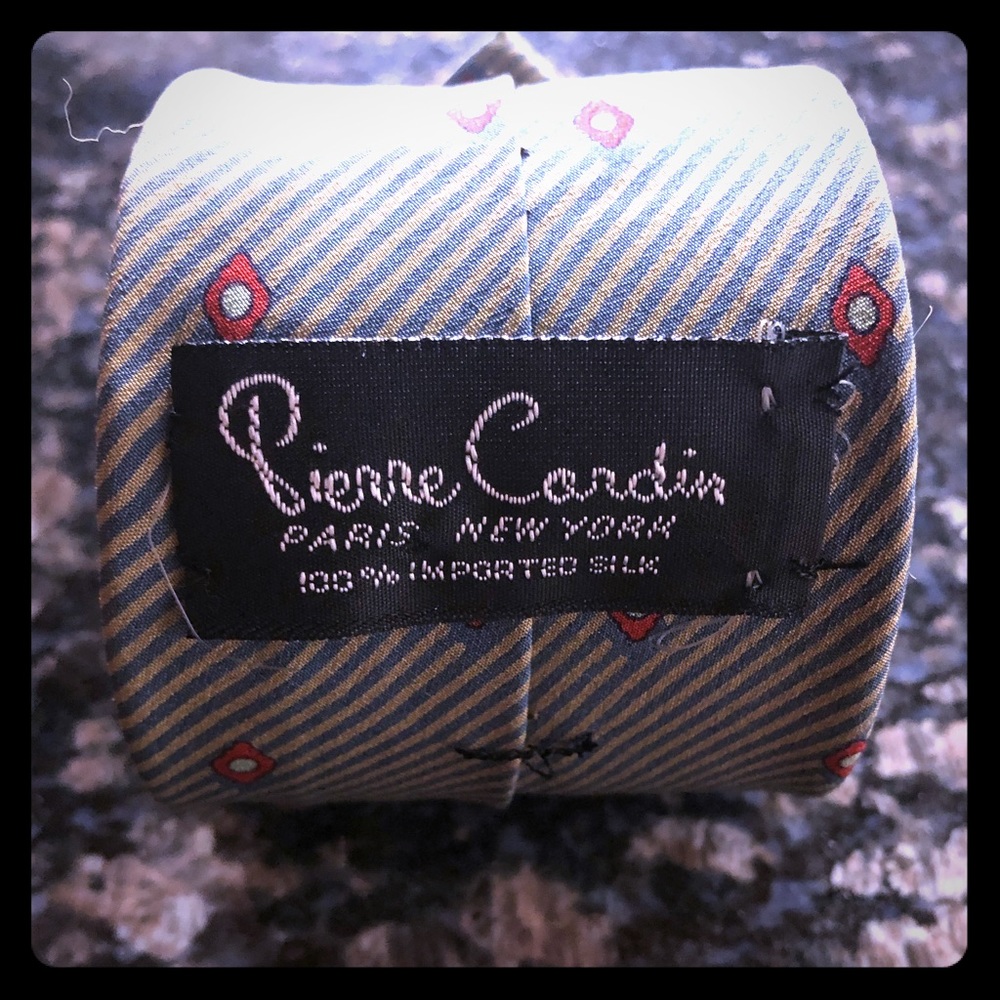 Pierre Cardin
PARIS NEW YORK
100% IMPORTED SILK